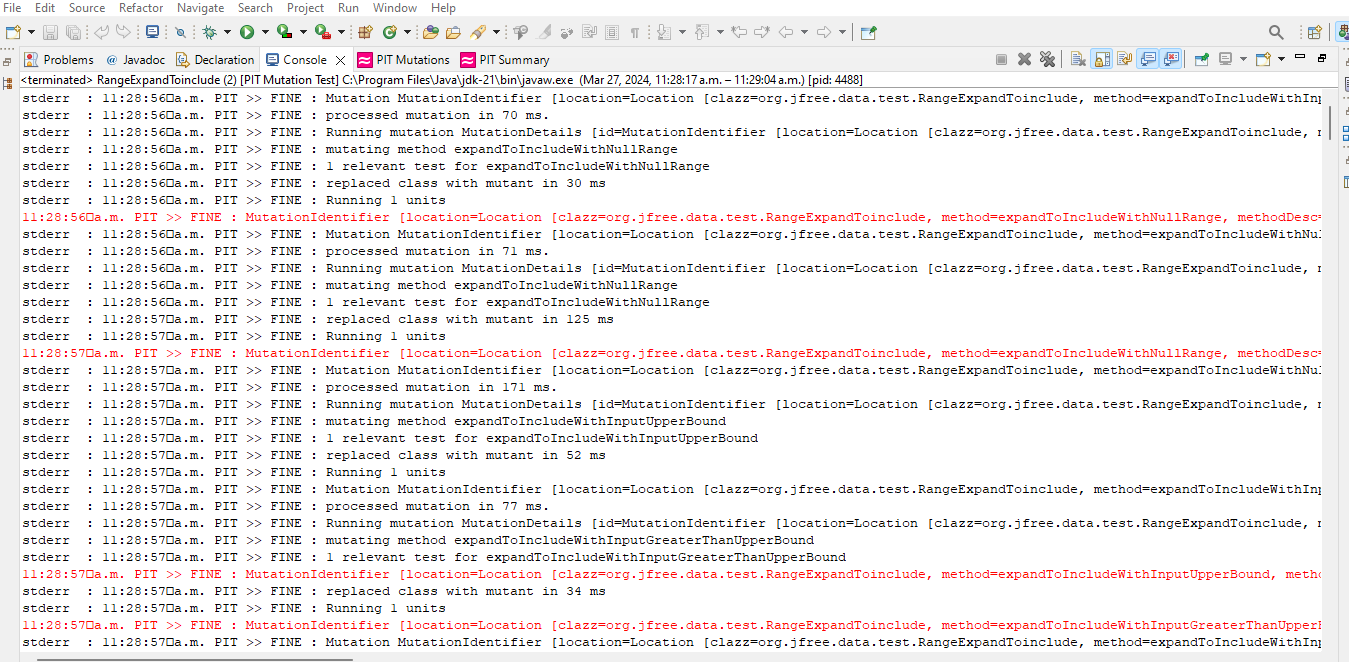 File Edit Source Refactor Navigate Search Project Run Window Help
Problems @ Javadoc Declaration Console PIT Mutations PIT Summary
<terminated> RangeExpandToinclude (2) [PIT Mutation Test] C:\Program Files\Java\jdk-21\bin\javaw.exe (Mar 27, 2024, 11:28:17 a.m. – 11:29:04 a.m.) [pid: 4488]
stderr : 11:28:56□a.m. PIT >> FINE : Mutation MutationIdentifier [location=Location [clazz=org.jfree.data.test.RangeExpandToinclude, method=expandToIncludeWithInp
stderr : 11:28:56□a.m. PIT >> FINE : processed mutation in 70 ms.
stderr : 11:28:56□a.m. PIT >> FINE : Running mutation MutationDetails [id=MutationIdentifier [location=Location [clazz=org.jfree.data.test.RangeExpandToinclude, m
stderr : 11:28:56□a.m. PIT >> FINE : mutating method expandToIncludeWithNullRange
stderr : 11:28:56□a.m. PIT >> FINE : 1 relevant test for expandToIncludeWithNullRange
stderr : 11:28:56□a.m. PIT >> FINE : replaced class with mutant in 30 ms
stderr : 11:28:56□a.m. PIT >> FINE : Running 1 units
11:28:56□a.m. PIT >> FINE : MutationIdentifier [location=Location [clazz=org.jfree.data.test.RangeExpandToinclude, method=expandToIncludeWithNullRange, methodDesc=
stderr : 11:28:56□a.m. PIT >> FINE : Mutation MutationIdentifier [location=Location [clazz=org.jfree.data.test.RangeExpandToinclude, method=expandToIncludeWithNul
stderr : 11:28:56□a.m. PIT >> FINE : processed mutation in 71 ms.
stderr : 11:28:56□a.m. PIT >> FINE : Running mutation MutationDetails [id=MutationIdentifier [location=Location [clazz=org.jfree.data.test.RangeExpandToinclude, m
stderr : 11:28:56□a.m. PIT >> FINE : mutating method expandToIncludeWithNullRange
stderr : 11:28:56□a.m. PIT >> FINE : 1 relevant test for expandToIncludeWithNullRange
stderr : 11:28:57□a.m. PIT >> FINE : replaced class with mutant in 125 ms
stderr : 11:28:57□a.m. PIT >> FINE : Running 1 units
11:28:57□a.m. PIT >> FINE : MutationIdentifier [location=Location [clazz=org.jfree.data.test.RangeExpandToinclude, method=expandToIncludeWithNullRange, methodDesc=
stderr : 11:28:57□a.m. PIT >> FINE : Mutation MutationIdentifier [location=Location [clazz=org.jfree.data.test.RangeExpandToinclude, method=expandToIncludeWithNul
stderr : 11:28:57□a.m. PIT >> FINE : processed mutation in 171 ms.
stderr : 11:28:57□a.m. PIT >> FINE : Running mutation MutationDetails [id=MutationIdentifier [location=Location [clazz=org.jfree.data.test.RangeExpandToinclude, m
stderr : 11:28:57□a.m. PIT >> FINE : mutating method expandToIncludeWithInputUpperBound
stderr : 11:28:57□a.m. PIT >> FINE : 1 relevant test for expandToIncludeWithInputUpperBound
stderr : 11:28:57□a.m. PIT >> FINE : replaced class with mutant in 52 ms
stderr : 11:28:57□a.m. PIT >> FINE : Running 1 units
stderr : 11:28:57□a.m. PIT >> FINE : Mutation MutationIdentifier [location=Location [clazz=org.jfree.data.test.RangeExpandToinclude, method=expandToIncludeWithInp
stderr : 11:28:57□a.m. PIT >> FINE : processed mutation in 77 ms.
stderr : 11:28:57□a.m. PIT >> FINE : Running mutation MutationDetails [id=MutationIdentifier [location=Location [clazz=org.jfree.data.test.RangeExpandToinclude, m
stderr : 11:28:57□a.m. PIT >> FINE : mutating method expandToIncludeWithInputGreaterThanUpperBound
stderr : 11:28:57□a.m. PIT >> FINE : 1 relevant test for expandToIncludeWithInputGreaterThanUpperBound
11:28:57□a.m. PIT >> FINE : MutationIdentifier [location=Location [clazz=org.jfree.data.test.RangeExpandToinclude, method=expandToIncludeWithInputUpperBound, metho
stderr : 11:28:57□a.m. PIT >> FINE : replaced class with mutant in 34 ms
stderr : 11:28:57□a.m. PIT >> FINE : Running 1 units
11:28:57□a.m. PIT >> FINE : MutationIdentifier [location=Location [clazz=org.jfree.data.test.RangeExpandToinclude, method=expandToIncludeWithInputGreaterThanUpperB
stderr : 11:28:57□a.m. PIT >> FINE : Mutation MutationIdentifier [location=Location [clazz=org.jfree.data.test.RangeExpandToinclude, method=expandToIncludeWithInp